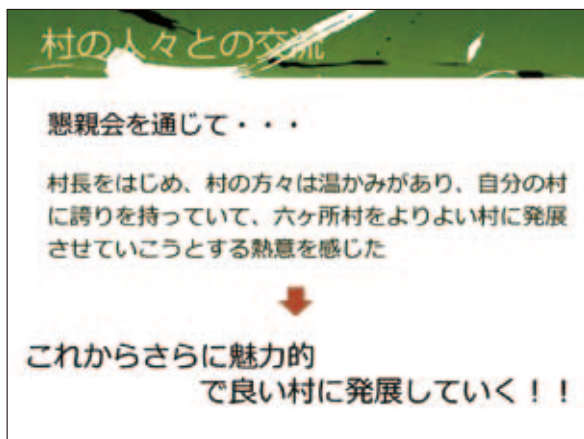 村の人々との交流
懇親会を通じて・・・
村長をはじめ、村の方々は温かみがあり、自分の村
に誇りを持っていて、六ヶ所村をよりよい村に発展
させていこうとする熱意を感じた
これからさらに魅力的
で良い村に発展していく！！